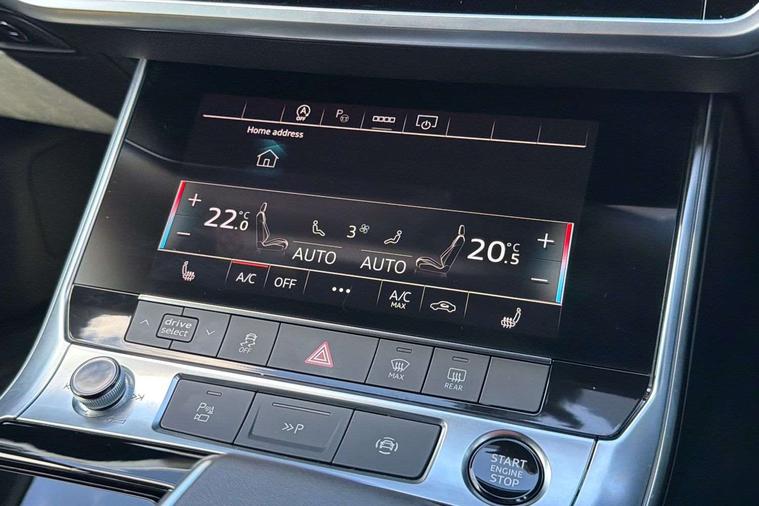 A
OFF
P
Home address
+ 22.0 °C
3
20.5 °C +
−
AUTO
AUTO
−
A/C
OFF
•••
A/C
MAX
drive
select
OFF
MAX
REAR
P
>>P
START
ENGINE
STOP